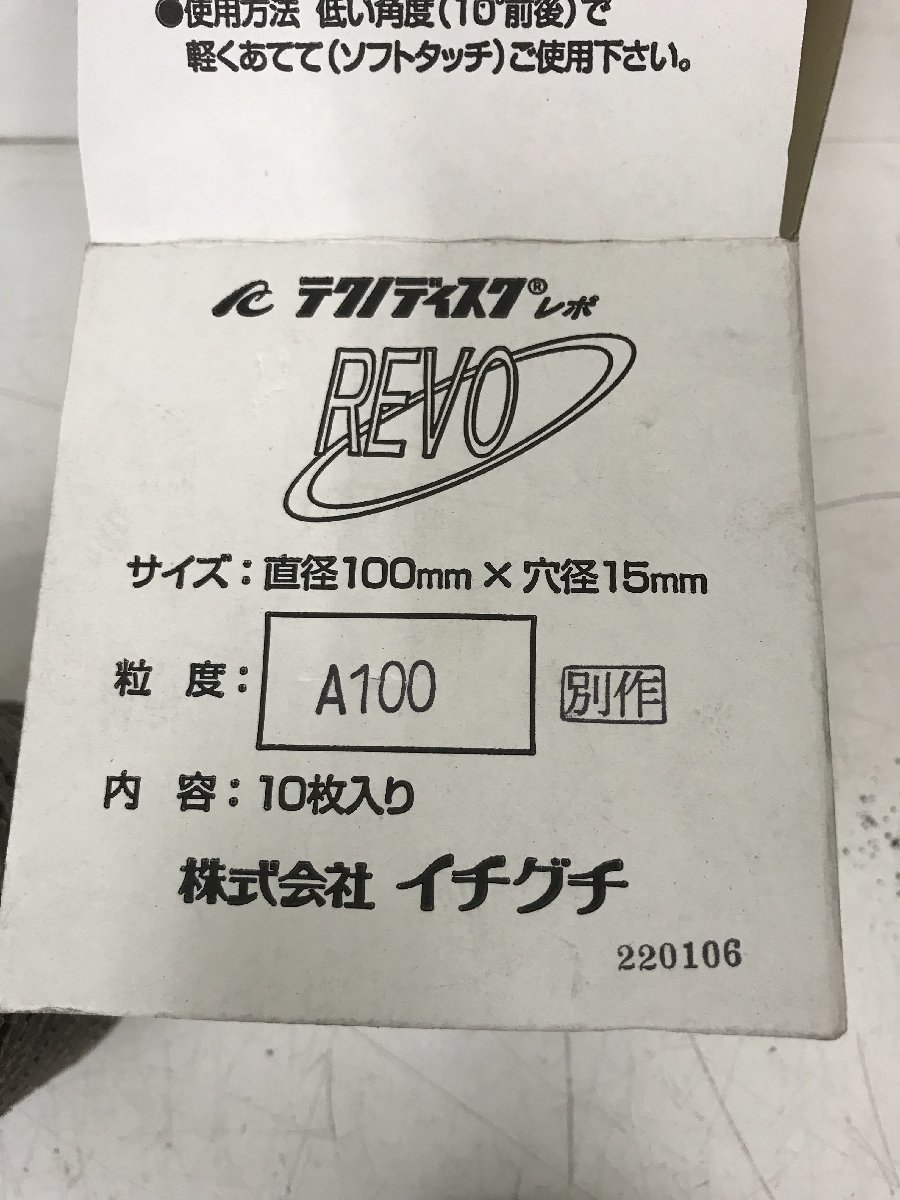 ●使用方法 低い角度(10°前後)で
軽くあてて(ソフトタッチ)ご使用下さい。
テクノディスク®レボ
REVO
サイズ：直径100mm×穴径15mm
粒 度： A100 別作
内 容：10枚入り
株式会社 イチグチ
220106